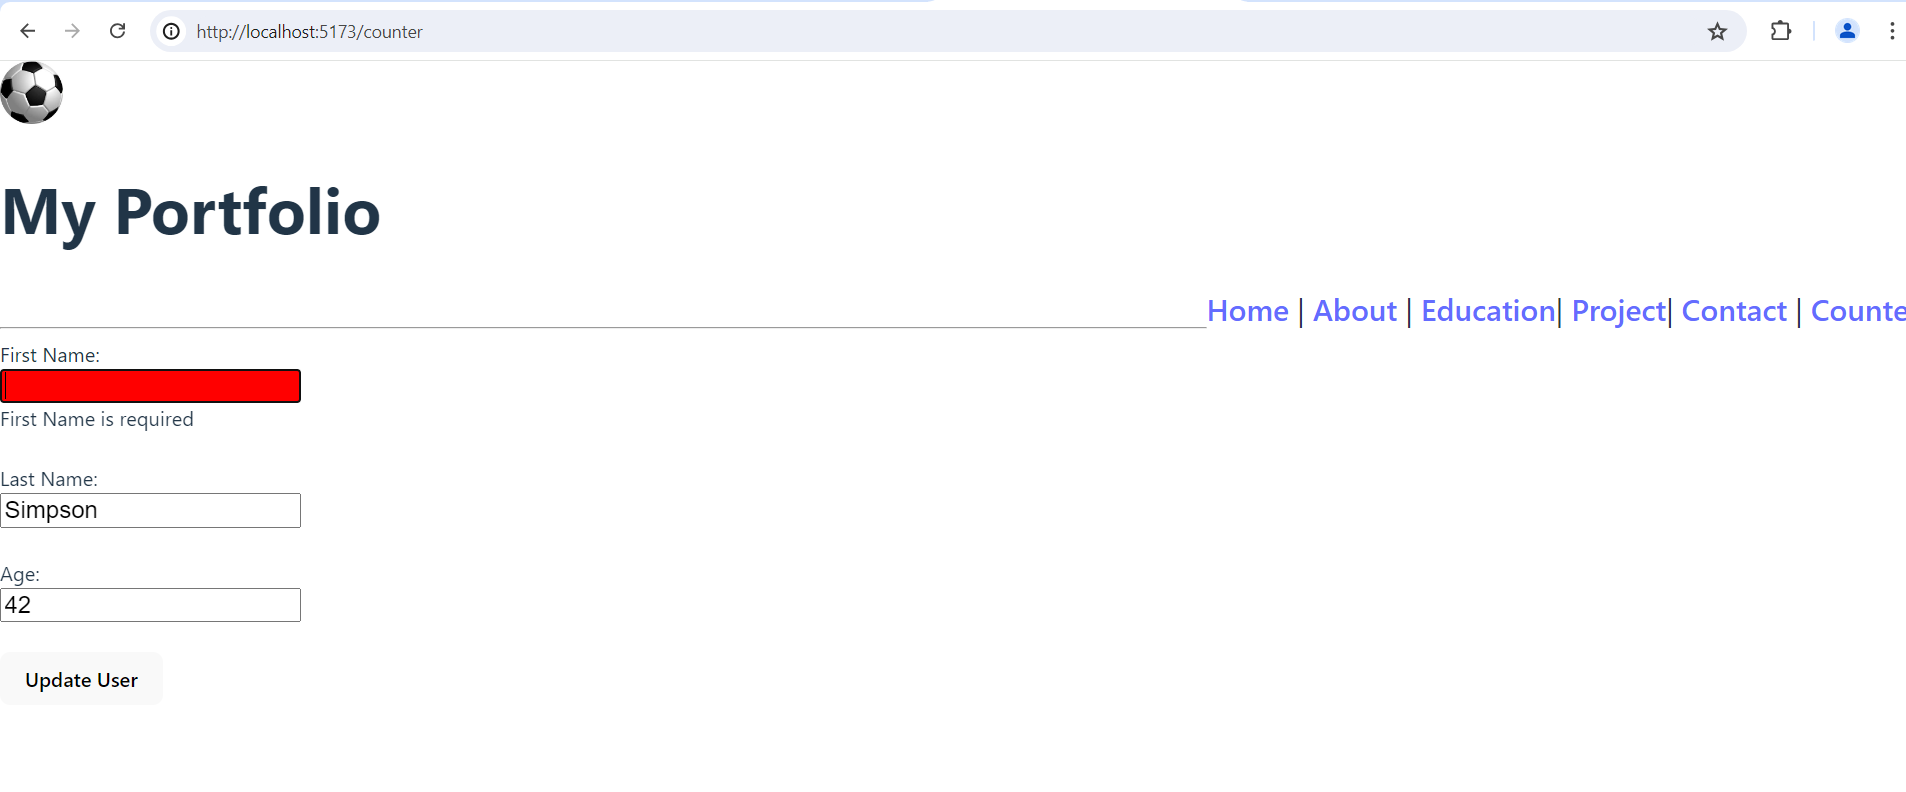 http://localhost:5173/counter
My Portfolio
Home | About | Education| Project| Contact | Counte
First Name:
First Name is required
Last Name:
Simpson
Age:
42
Update User